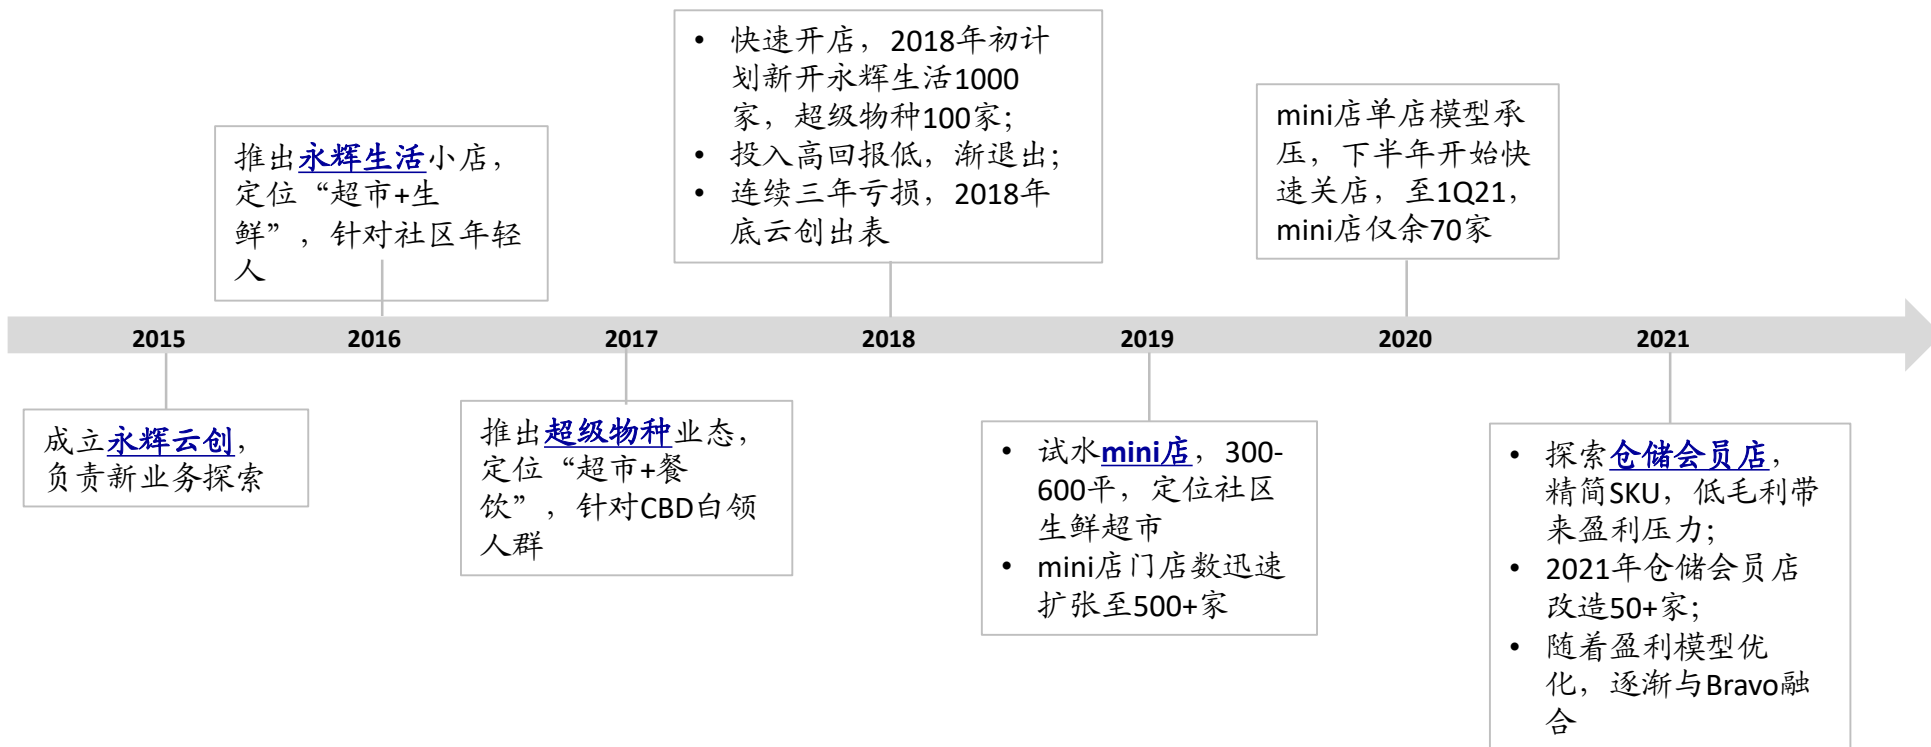 • 快速开店，2018年初计
划新开永辉生活1000
家，超级物种100家；
• 投入高回报低，渐退出；
• 连续三年亏损，2018年
底云创出表
推出永辉生活小店，
定位“超市+生
鲜”，针对社区年轻
人
mini店单店模型承
压，下半年开始快
速关店，至1Q21，
mini店仅余70家
2015
2016
2017
2018
2019
2020
2021
成立永辉云创，
负责新业务探索
推出超级物种业态，
定位“超市+餐
饮”，针对CBD白领
人群
• 试水mini店，300-
600平，定位社区
生鲜超市
• mini店门店数迅速
扩张至500+家
• 探索仓储会员店，
精简SKU，低毛利带
来盈利压力；
• 2021年仓储会员店
改造50+家；
• 随着盈利模型优
化，逐渐与Bravo融
合